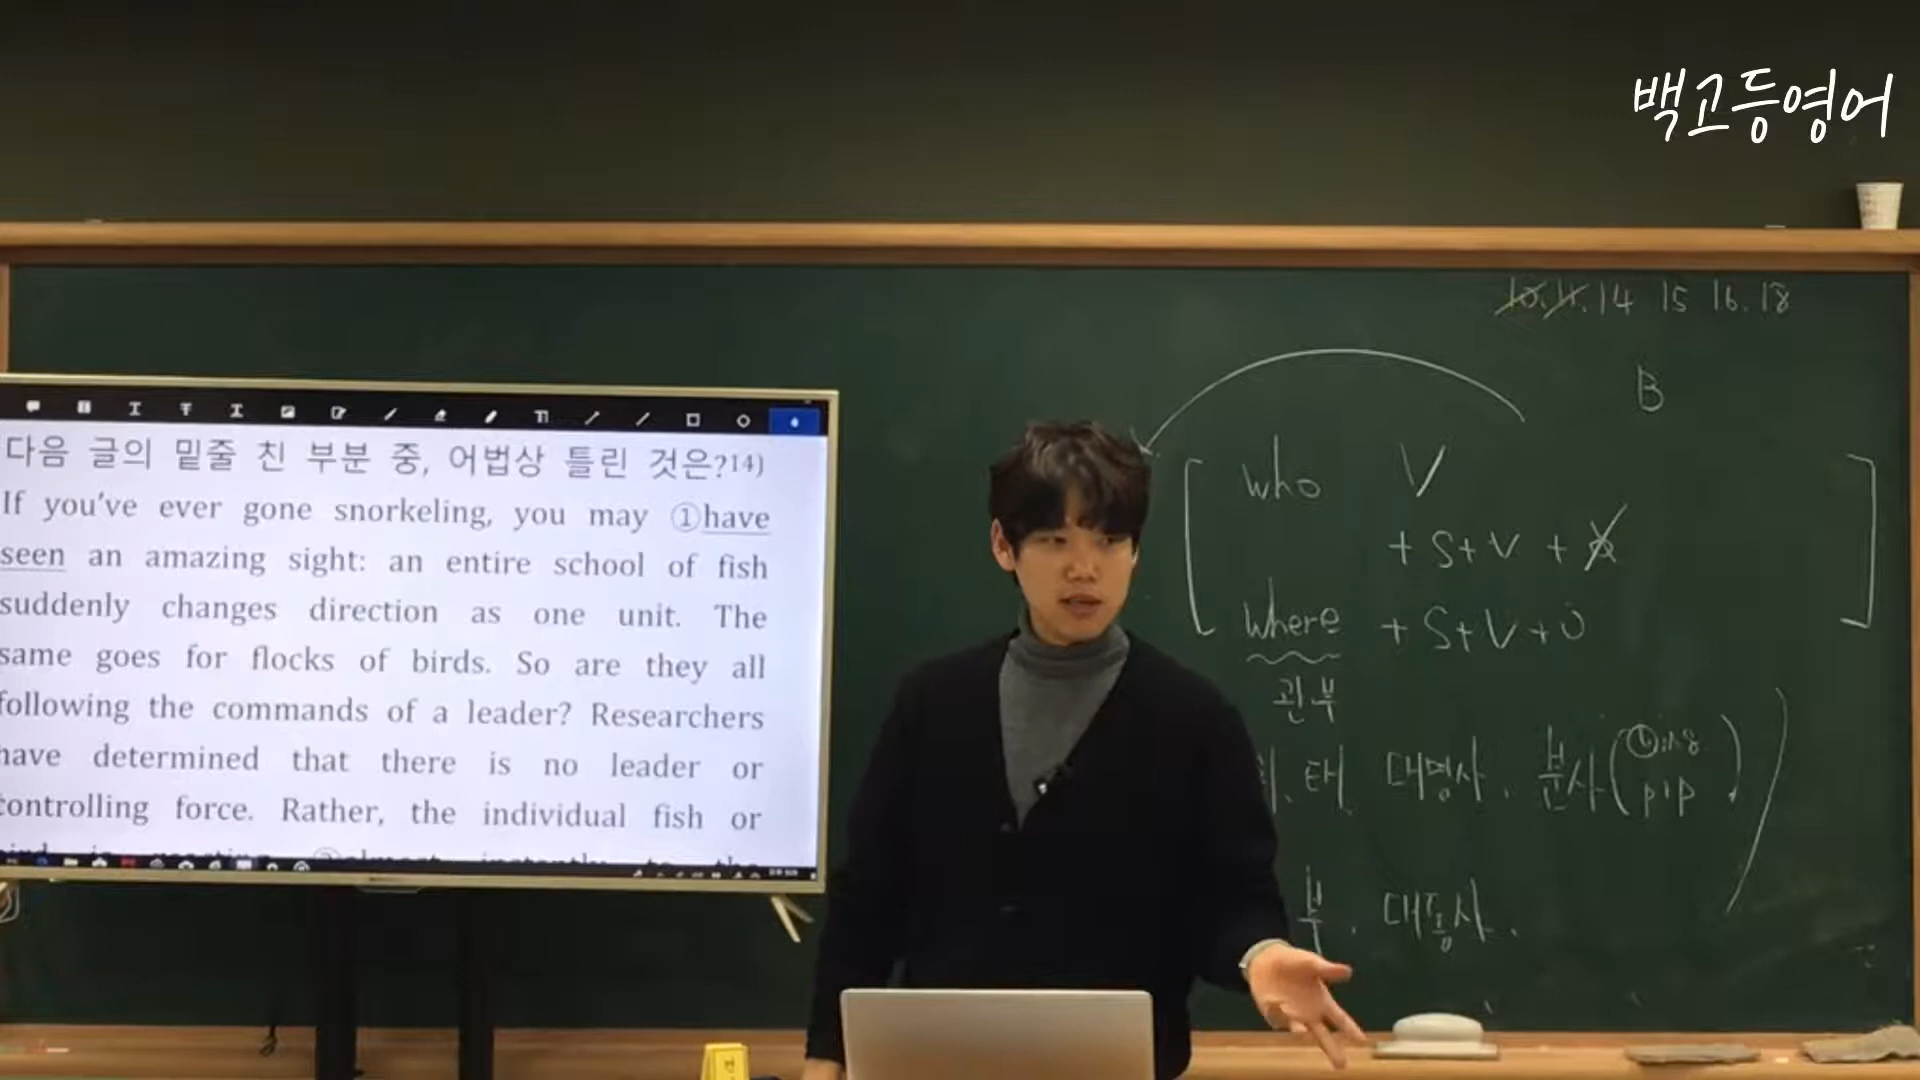 백고등영어
10. 11. 14 15 16. 18
B
다음 글의 밑줄 친 부분 중, 어법상 틀린 것은?14)
If you've ever gone snorkeling, you may ①have
seen an amazing sight: an entire school of fish
suddenly changes direction as one unit. The
same goes for flocks of birds. So are they all
following the commands of a leader? Researchers
have determined that there is no leader or
controlling force. Rather, the individual fish or
who V
+ S+V + 
where + S+V+O
관부
태. 대명사. 분사( ① ing
p.p )
부. 대동사.